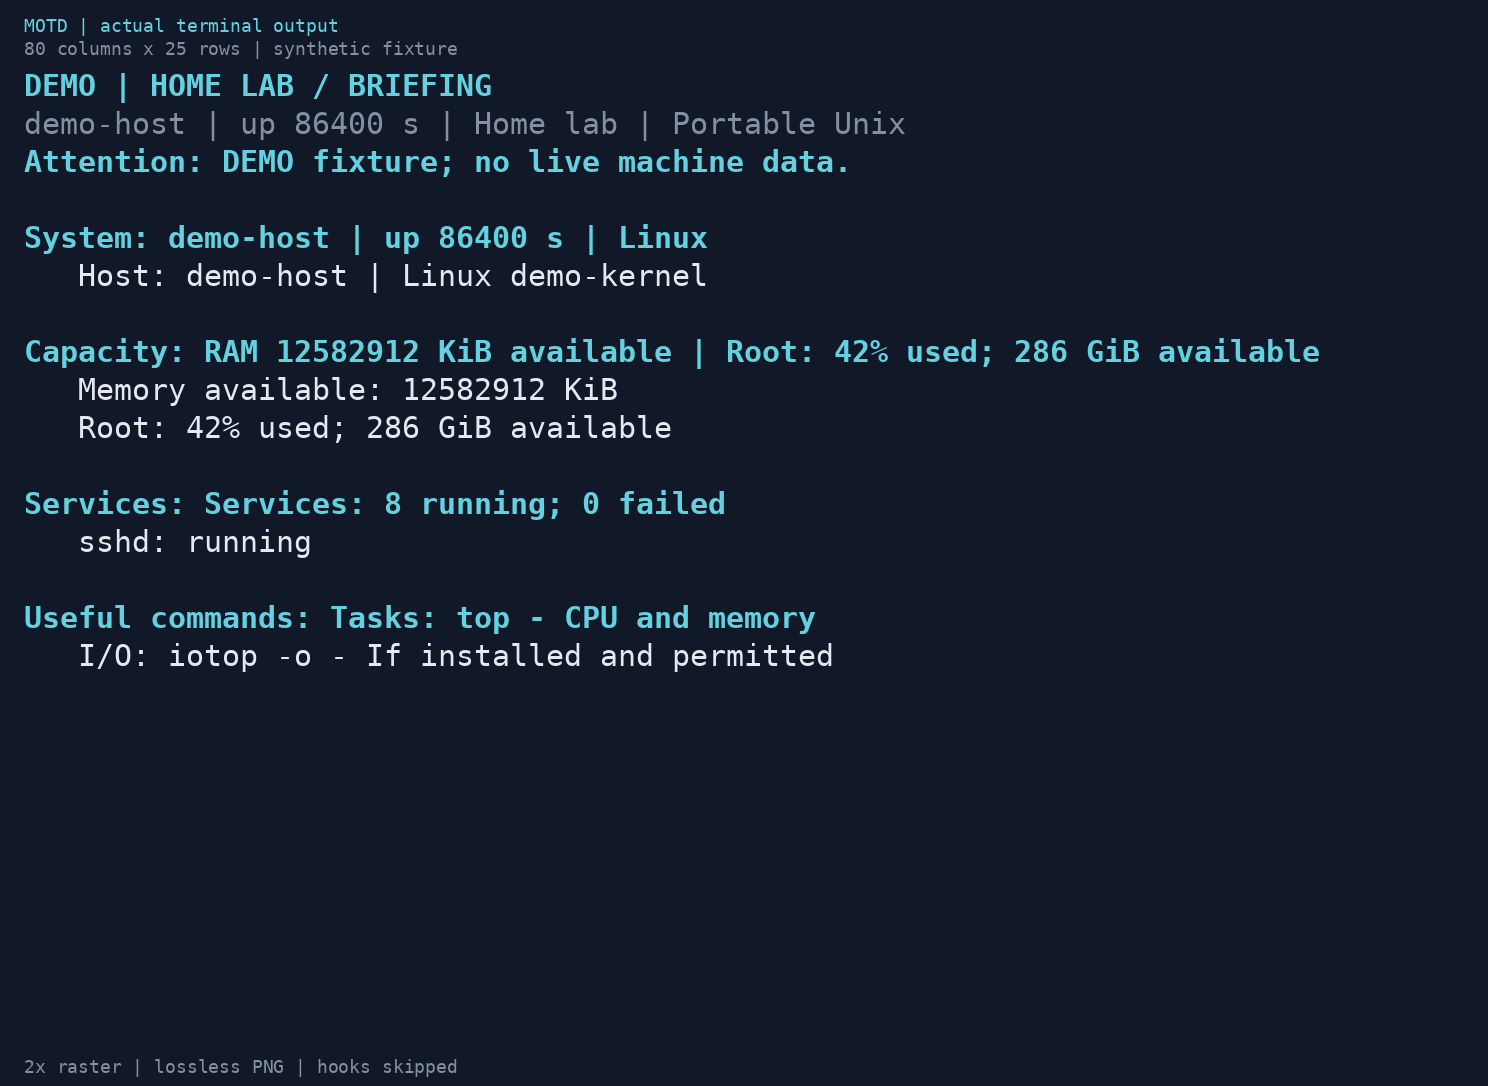 MOTD | actual terminal output
80 columns x 25 rows | synthetic fixture
DEMO | HOME LAB / BRIEFING
demo-host | up 86400 s | Home lab | Portable Unix
Attention: DEMO fixture; no live machine data.
System: demo-host | up 86400 s | Linux
Host: demo-host | Linux demo-kernel
Capacity: RAM 12582912 KiB available | Root: 42% used; 286 GiB available
Memory available: 12582912 KiB
Root: 42% used; 286 GiB available
Services: Services: 8 running; 0 failed
sshd: running
Useful commands: Tasks: top - CPU and memory
I/O: iotop -o - If installed and permitted
2x raster | lossless PNG | hooks skipped